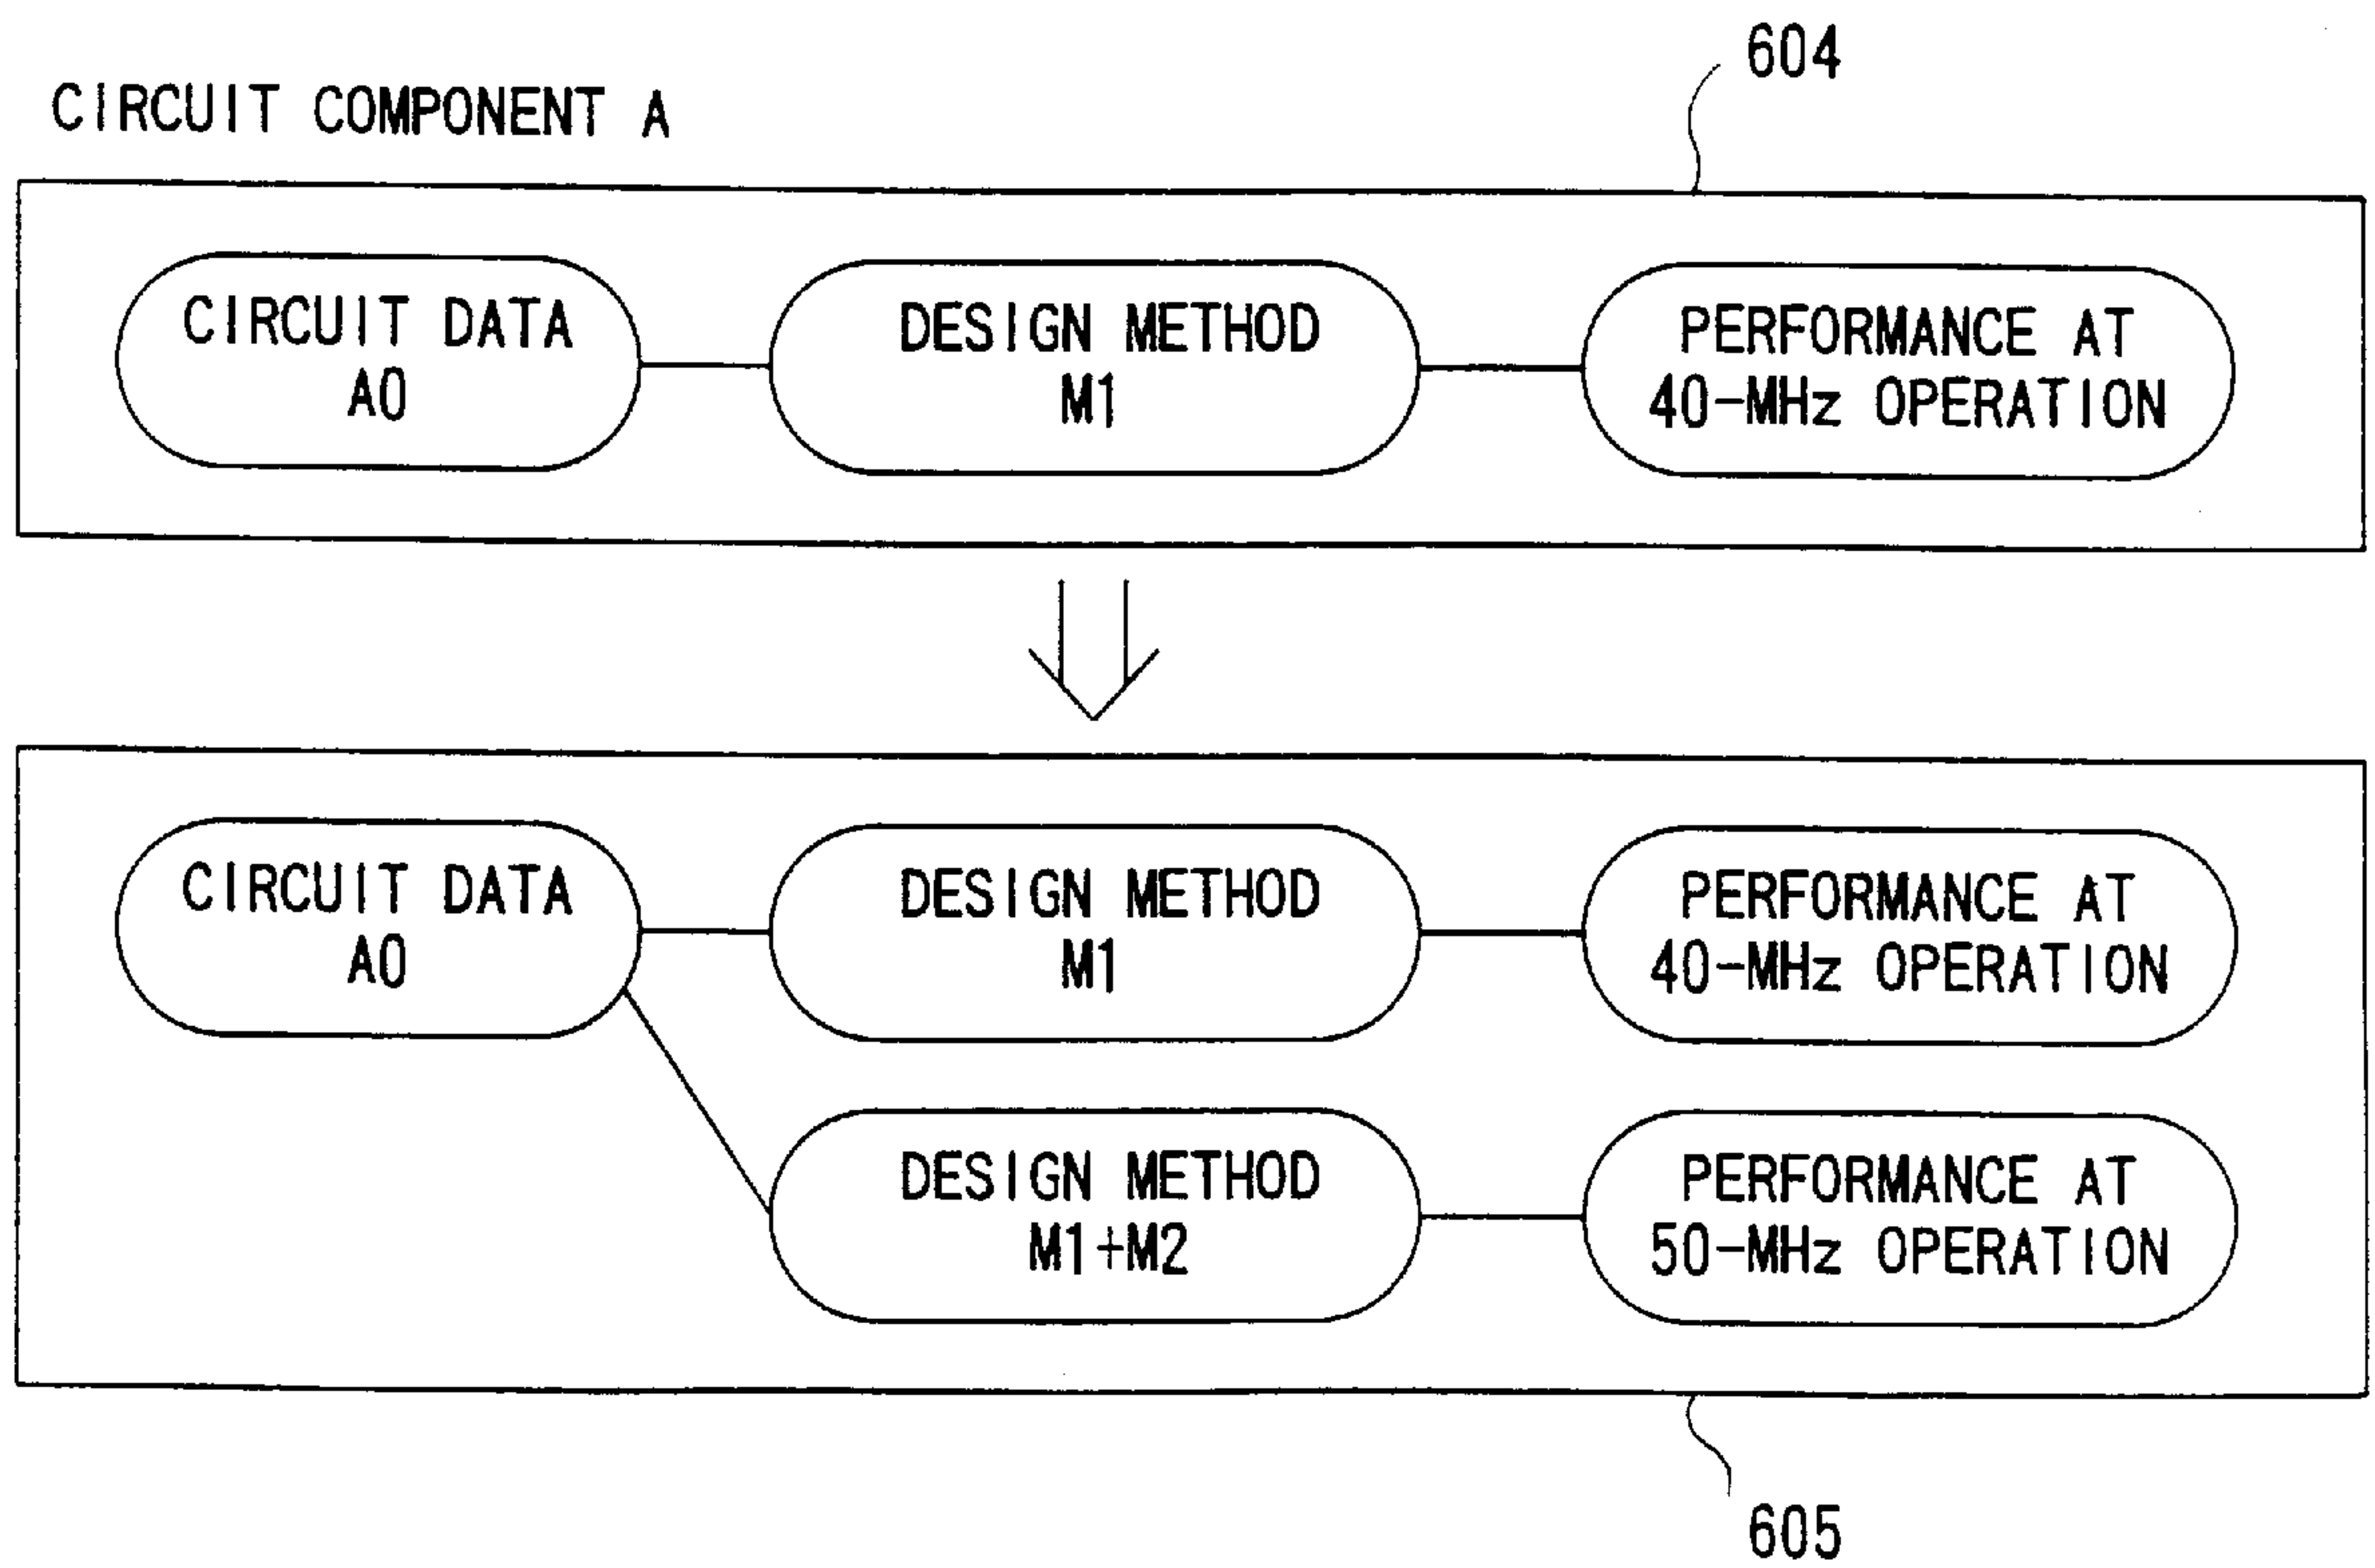 604
CIRCUIT COMPONENT A
CIRCUIT DATA
A0
DESIGN METHOD
M1
PERFORMANCE AT
40-MHz OPERATION
CIRCUIT DATA
A0
DESIGN METHOD
M1
PERFORMANCE AT
40-MHz OPERATION
DESIGN METHOD
M1+M2
PERFORMANCE AT
50-MHz OPERATION
605